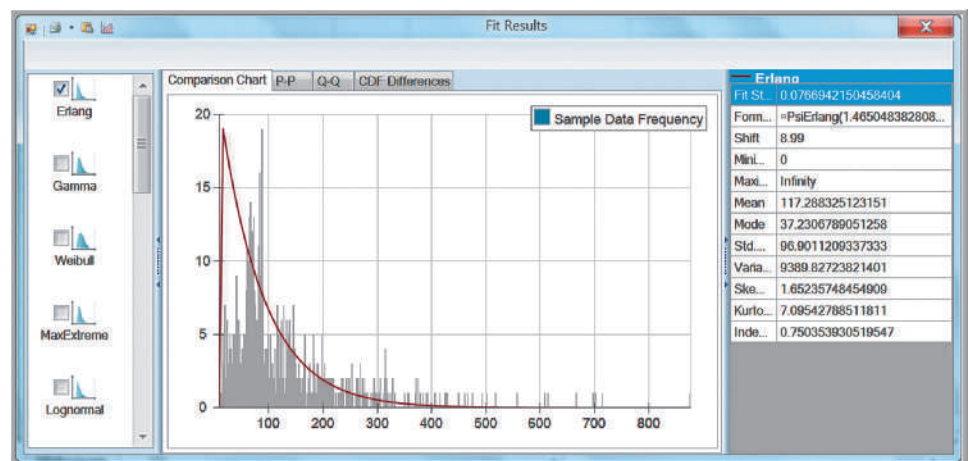 Fit Results
Erlang
Gamma
Weibull
MaxExtreme
Lognormal
Comparison Chart P-P Q-Q CDF Differences
Sample Data Frequency
20
15
10
5
0
100 200 300 400 500 600 700 800
Erlang
Fit St... 0.0766942150458404
Form... =PsiErlang(1.465048382808...
Shift 8.99
Mini... 0
Maxi... Infinity
Mean 117.288325123151
Mode 37.2306789051258
Std.... 96.9011209337333
Varia... 9389.82723821401
Ske... 1.65235748454909
Kurto... 7.09542788511811
Inde... 0.750353930519547